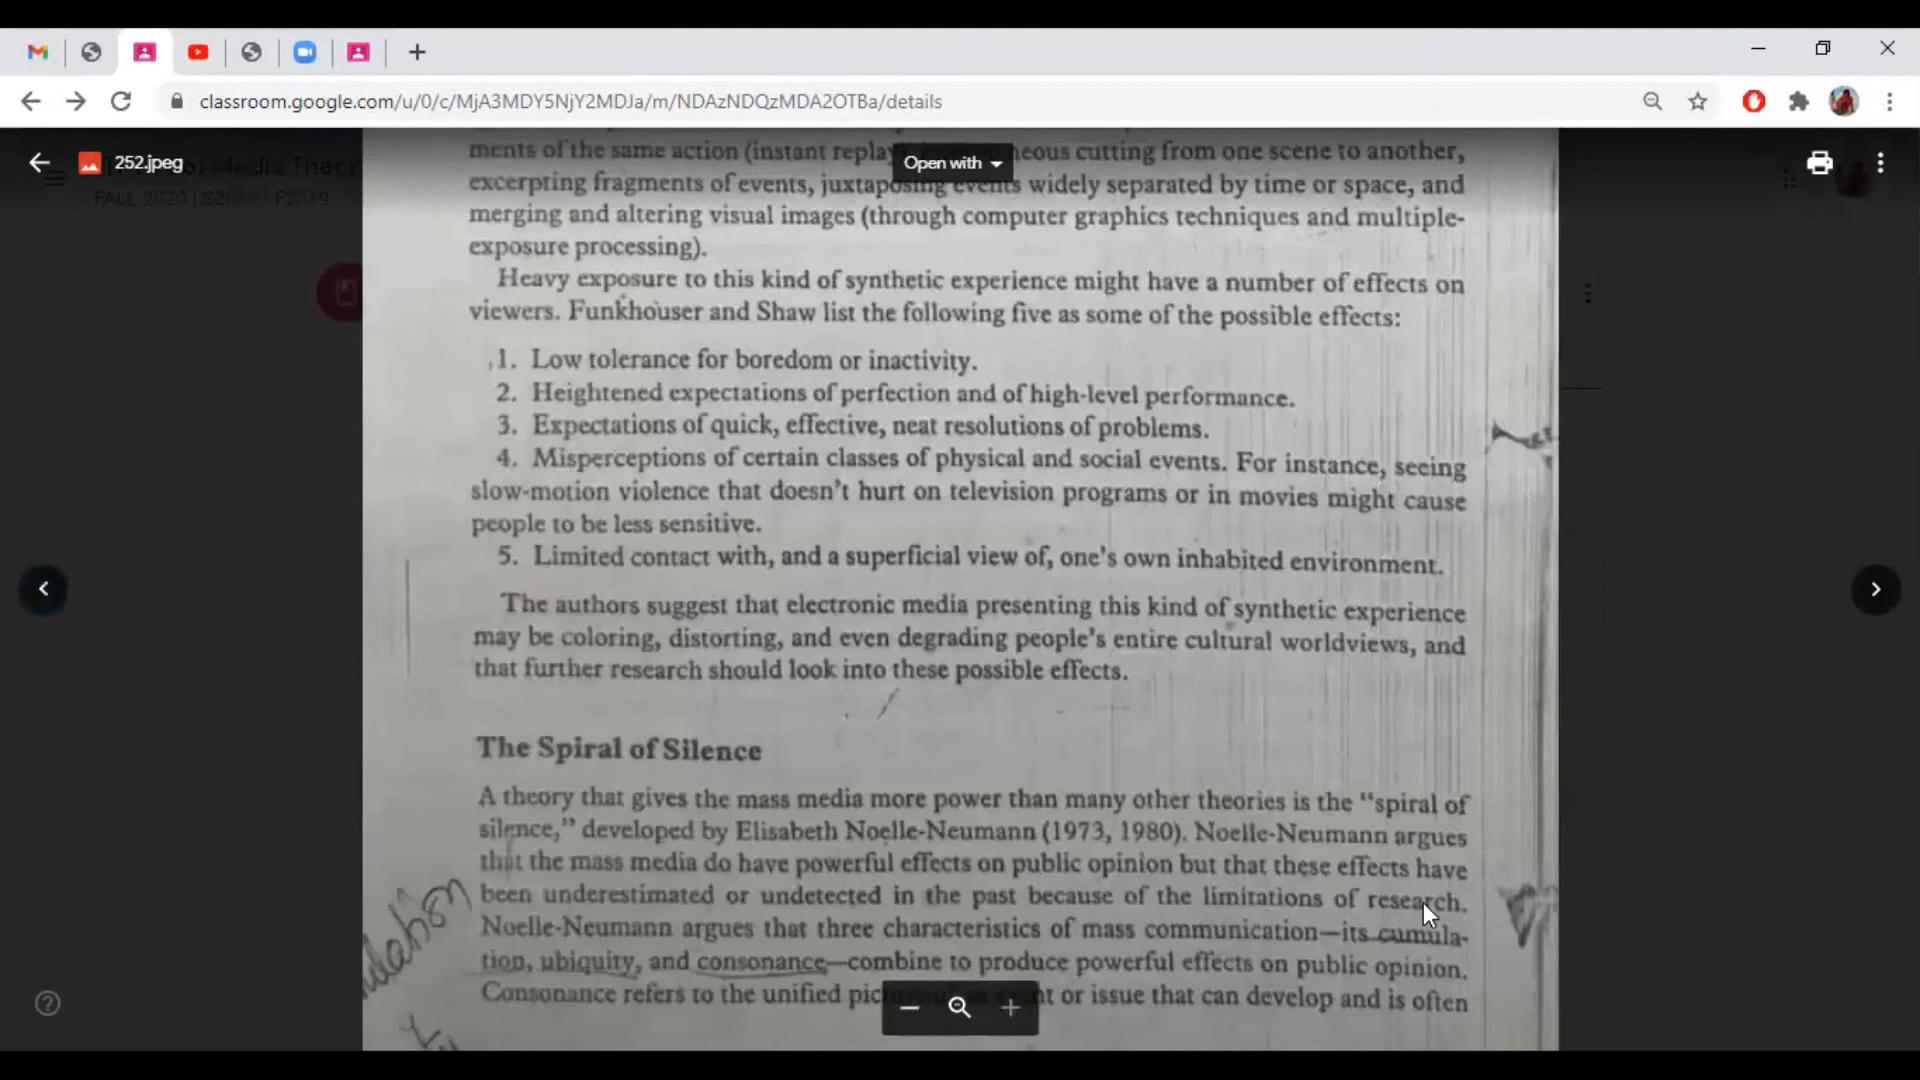 classroom.google.com/u/0/c/MjA3MDY5NjY2MDJa/m/NDAzNDQzMDA2OTBa/details
252.jpeg
Open with
FALL 2020
ments of the same action (instant replay neous cutting from one scene to another,
excerpting fragments of events, juxtaposing events widely separated by time or space, and
merging and altering visual images (through computer graphics techniques and multiple-
exposure processing).
Heavy exposure to this kind of synthetic experience might have a number of effects on
viewers. Funkhouser and Shaw list the following five as some of the possible effects:
1. Low tolerance for boredom or inactivity.
2. Heightened expectations of perfection and of high-level performance.
3. Expectations of quick, effective, neat resolutions of problems.
4. Misperceptions of certain classes of physical and social events. For instance, seeing
slow-motion violence that doesn't hurt on television programs or in movies might cause
people to be less sensitive.
5. Limited contact with, and a superficial view of, one's own inhabited environment.
The authors suggest that electronic media presenting this kind of synthetic experience
may be coloring, distorting, and even degrading people's entire cultural worldviews, and
that further research should look into these possible effects.
The Spiral of Silence
A theory that gives the mass media more power than many other theories is the "spiral of
silence," developed by Elisabeth Noelle-Neumann (1973, 1980). Noelle-Neumann argues
that the mass media do have powerful effects on public opinion but that these effects have
been underestimated or undetected in the past because of the limitations of research.
Noelle-Neumann argues that three characteristics of mass communication—its cumula-
tion, ubiquity, and consonance—combine to produce powerful effects on public opinion.
Consonance refers to the unified pic t or issue that can develop and is often